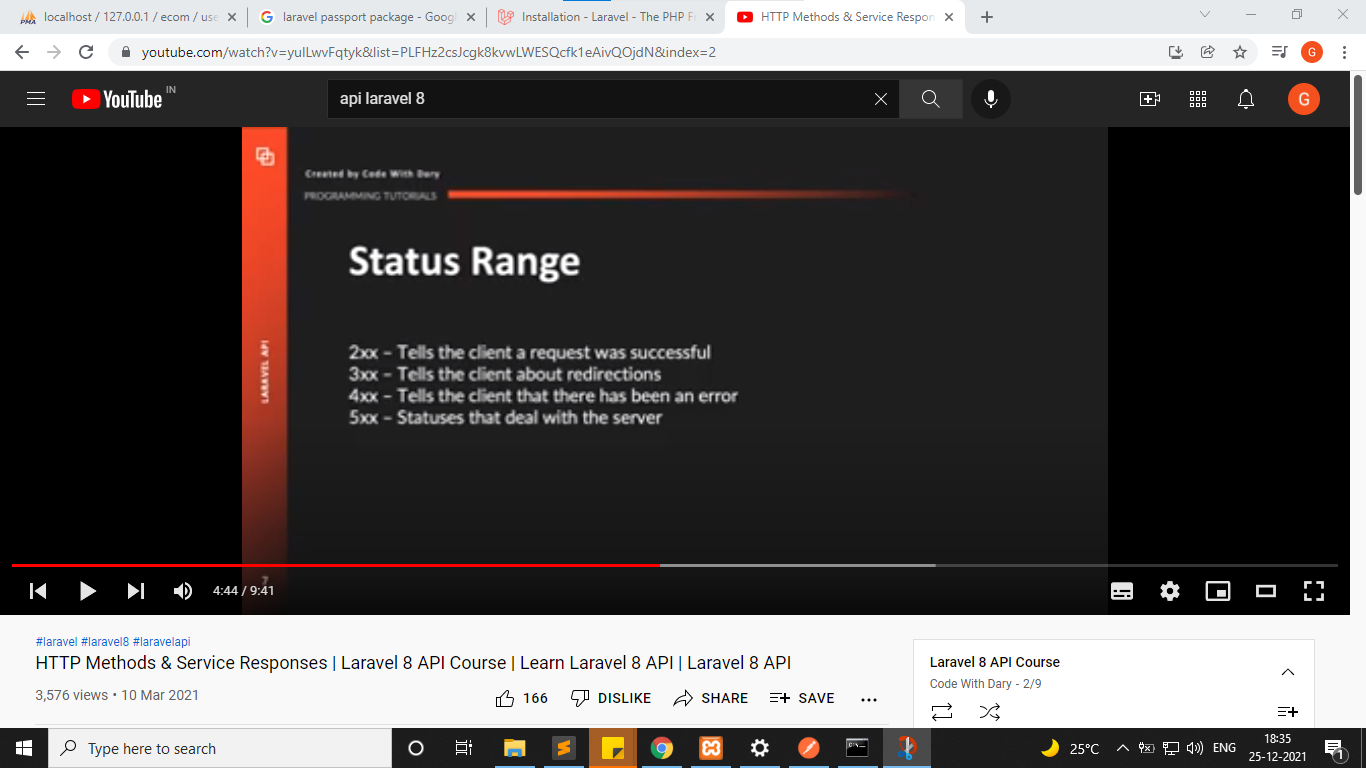 localhost / 127.0.0.1 / ecom / use
laravel passport package - Googl
Installation - Laravel - The PHP F
HTTP Methods & Service Respon
youtube.com/watch?v=yulLwvFqtyk&list=PLFHz2csJcgk8kvwLWESQcfk1eAivQOjdN&index=2
G
YouTube IN
api laravel 8
G
Created by Code With Dary
PROGRAMMING TUTORIALS
Status Range
2xx – Tells the client a request was successful
3xx – Tells the client about redirections
4xx – Tells the client that there has been an error
5xx – Statuses that deal with the server
LARAVEL API
7
4:44 / 9:41
#laravel #laravel8 #laravelapi
HTTP Methods & Service Responses | Laravel 8 API Course | Learn Laravel 8 API | Laravel 8 API
3,576 views • 10 Mar 2021
166
DISLIKE
SHARE
SAVE
Laravel 8 API Course
Code With Dary - 2/9
Type here to search
25°C
ENG
18:35
25-12-2021
1